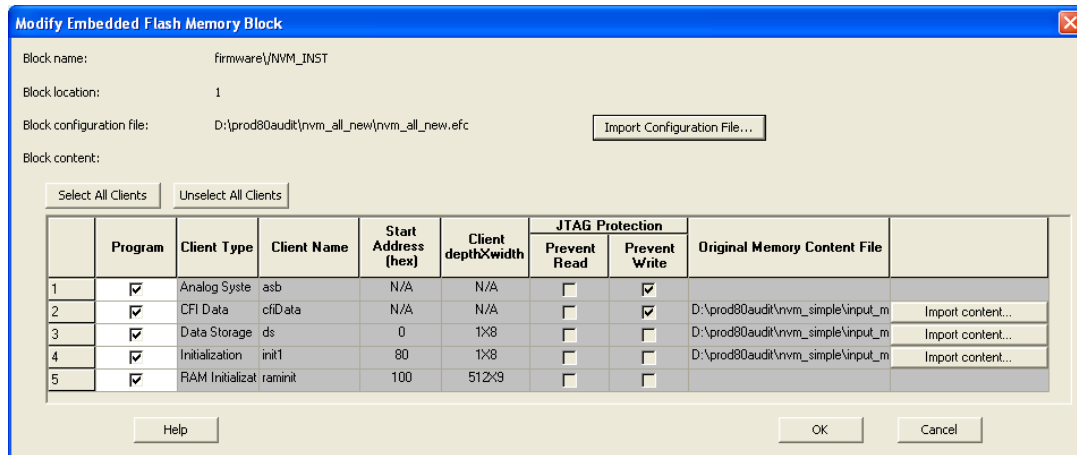 Modify Embedded Flash Memory Block
Block name: firmware\/NVM_INST
Block location: 1
Block configuration file: D:\prod80audit\nvm_all_new\nvm_all_new.efc Import Configuration File...
Block content:
Select All Clients Unselect All Clients
Program Client Type Client Name Start Address (hex) Client depthXwidth JTAG Protection Prevent Read Prevent Write Original Memory Content File
1 Analog Syste asb N/A N/A
2 CFI Data cfiData N/A N/A D:\prod80audit\nvm_simple\input_m Import content...
3 Data Storage ds 0 1X8 D:\prod80audit\nvm_simple\input_m Import content...
4 Initialization init1 80 1X8 D:\prod80audit\nvm_simple\input_m Import content...
5 RAM Initializat raminit 100 512X9
Help OK Cancel